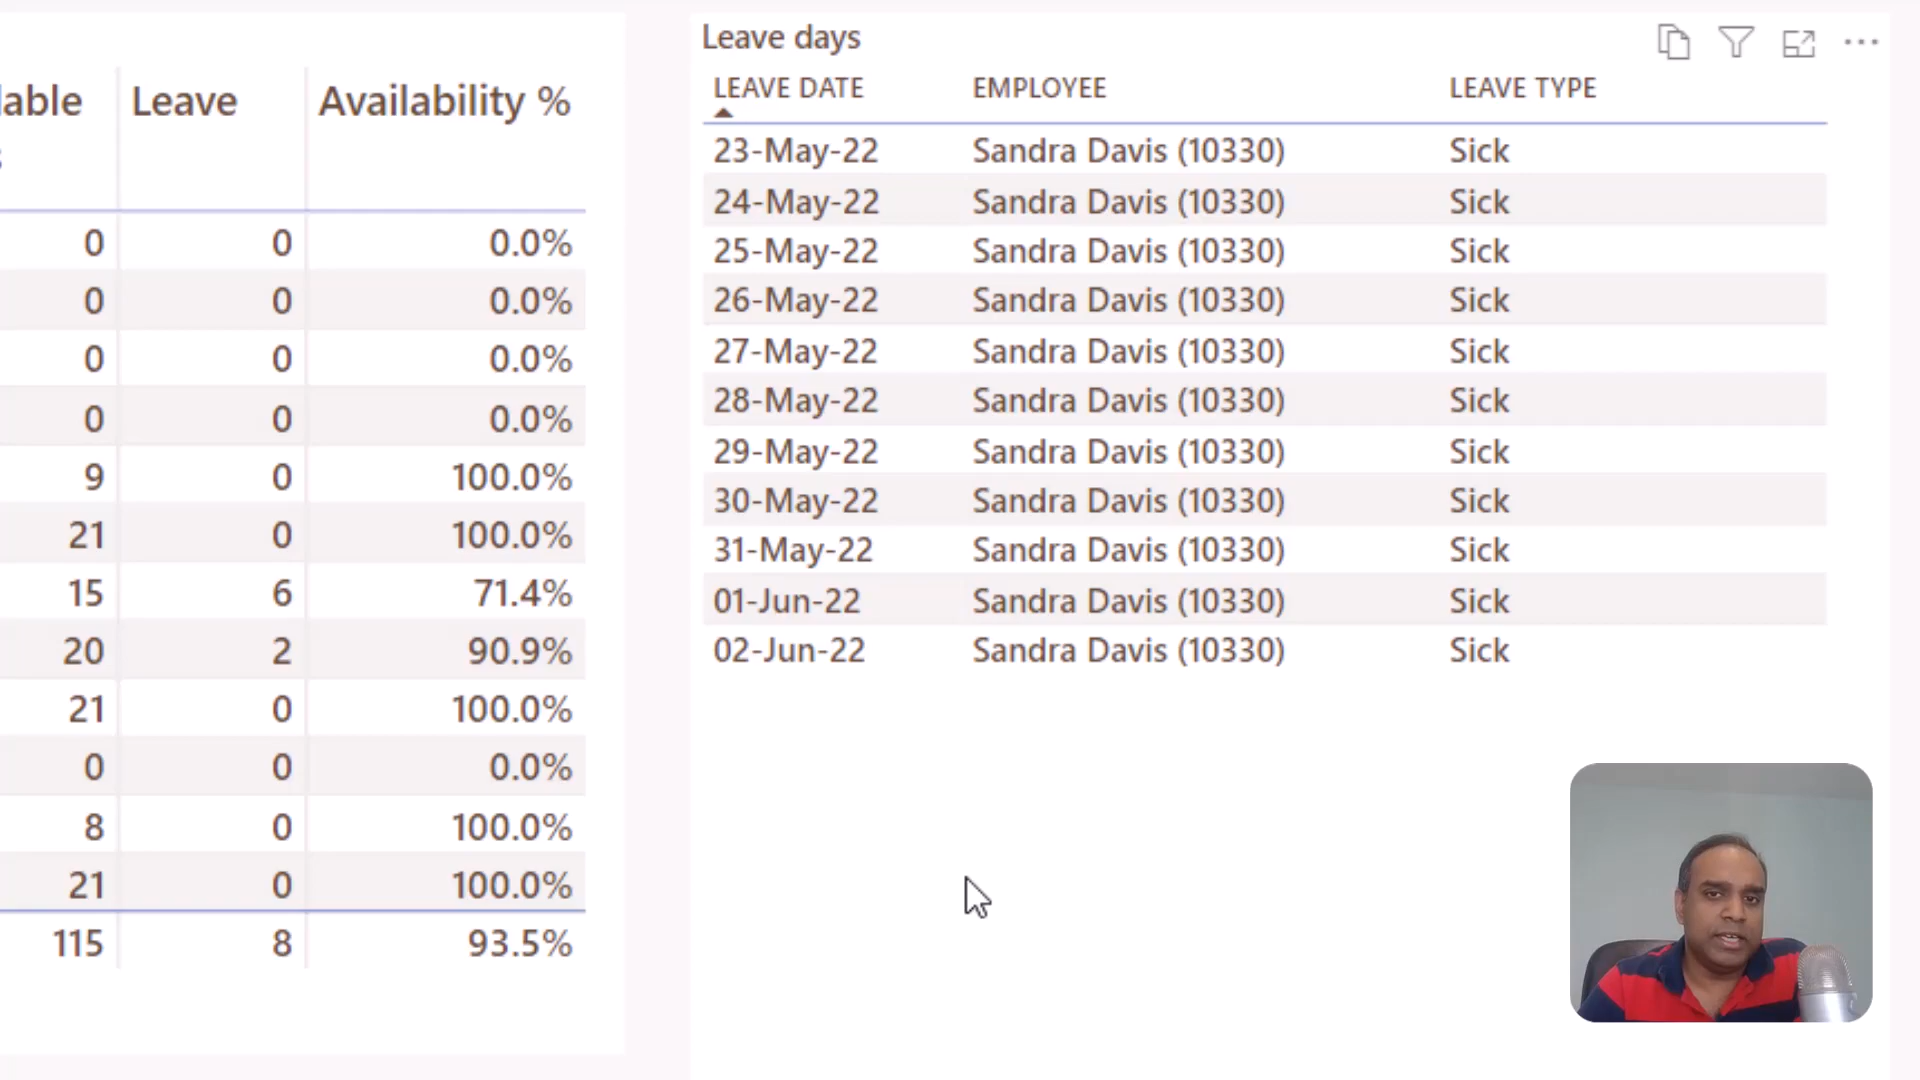 lable Leave Availability %
0 0 0.0%
0 0 0.0%
0 0 0.0%
0 0 0.0%
9 0 100.0%
21 0 100.0%
15 6 71.4%
20 2 90.9%
21 0 100.0%
0 0 0.0%
8 0 100.0%
21 0 100.0%
115 8 93.5%
Leave days
LEAVE DATE EMPLOYEE LEAVE TYPE
23-May-22 Sandra Davis (10330) Sick
24-May-22 Sandra Davis (10330) Sick
25-May-22 Sandra Davis (10330) Sick
26-May-22 Sandra Davis (10330) Sick
27-May-22 Sandra Davis (10330) Sick
28-May-22 Sandra Davis (10330) Sick
29-May-22 Sandra Davis (10330) Sick
30-May-22 Sandra Davis (10330) Sick
31-May-22 Sandra Davis (10330) Sick
01-Jun-22 Sandra Davis (10330) Sick
02-Jun-22 Sandra Davis (10330) Sick